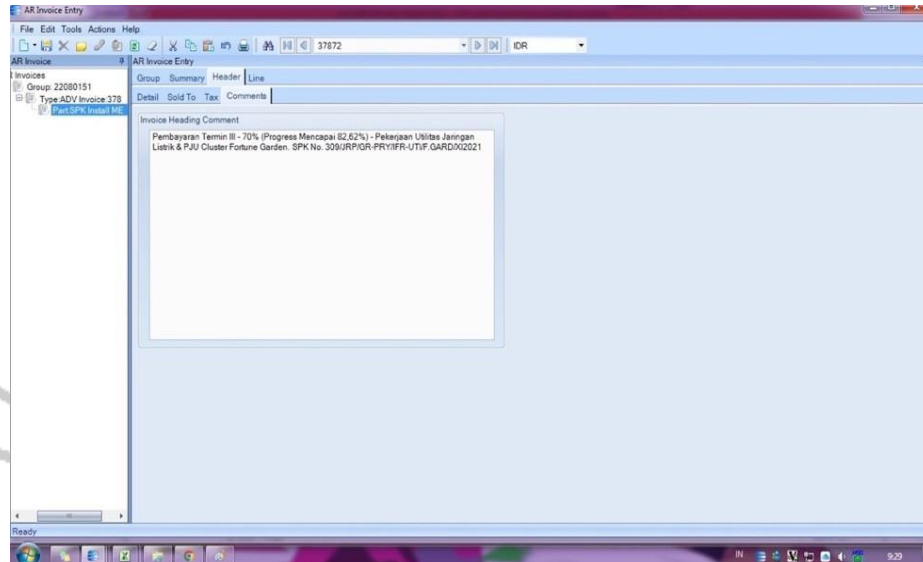 AR Invoice Entry
File Edit Tools Actions Help
37872
IDR
AR Invoice
AR Invoice Entry
Invoices
Group: 22080151
Type:ADV Invoice:378
Part:SPK Install ME
Group Summary Header Line
Detail Sold To Tax Comments
Invoice Heading Comment
Pembayaran Termin III - 70% (Progress Mencapai 82,62%) - Pekerjaan Utilitas Jaringan
Listrik & PJU Cluster Fortune Garden. SPK No. 309/JRP/GR-PRY/IFR-UTI/F.GARD/XI2021
Ready
IN
9:29